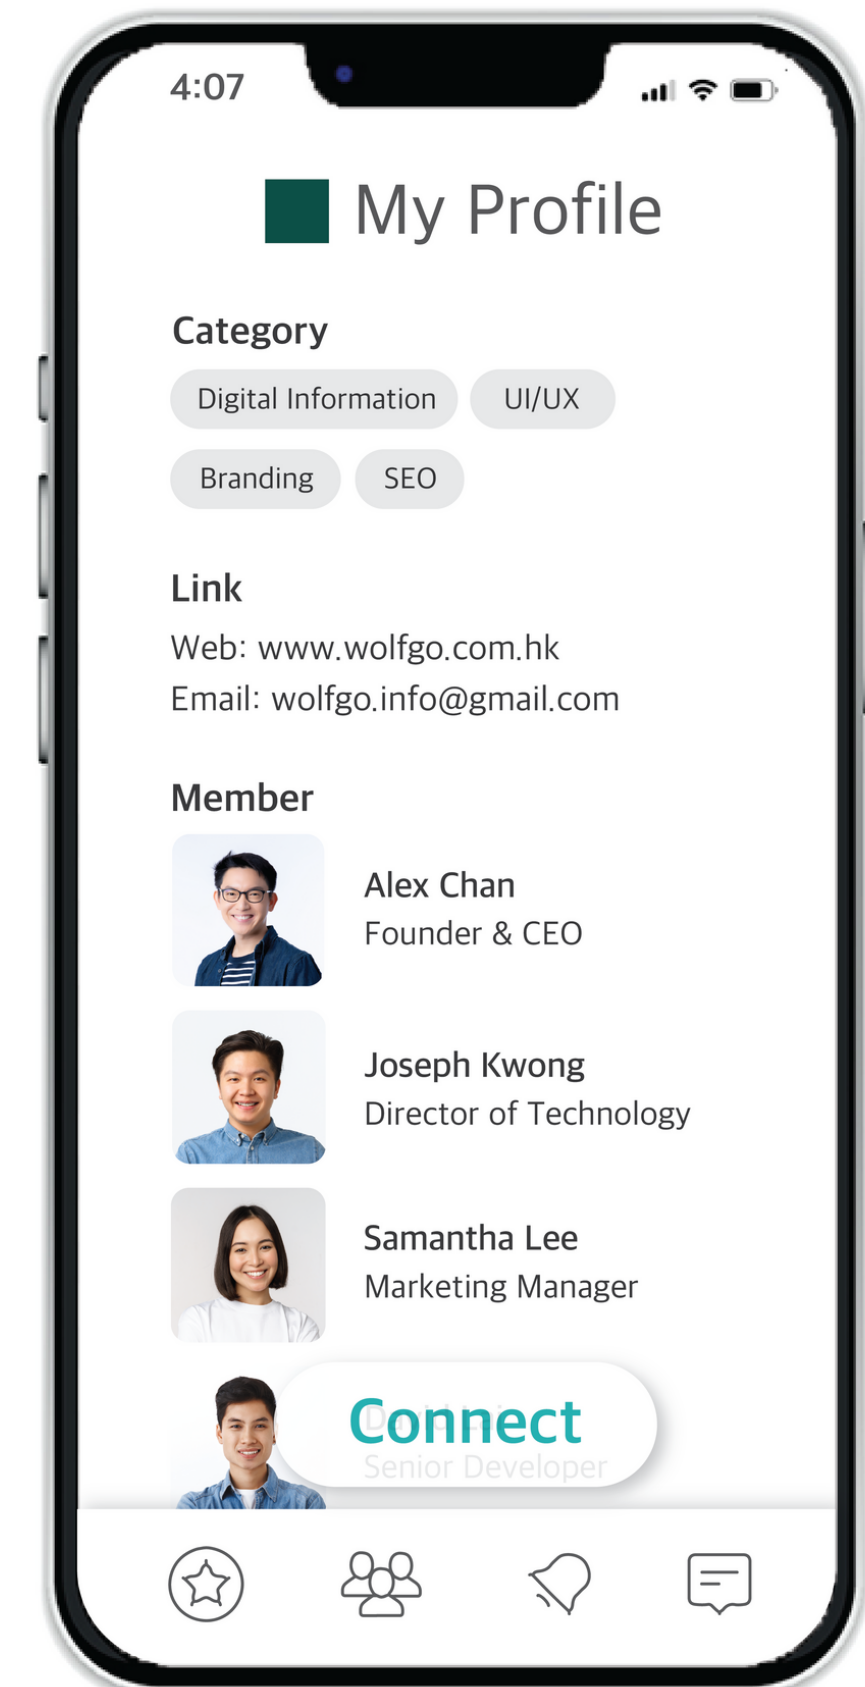 4:07
My Profile
Category
Digital Information UI/UX
Branding SEO
Link
Web: www.wolfgo.com.hk
Email: wolfgo.info@gmail.com
Member
Alex Chan
Founder & CEO
Joseph Kwong
Director of Technology
Samantha Lee
Marketing Manager
Connect
Senior Developer